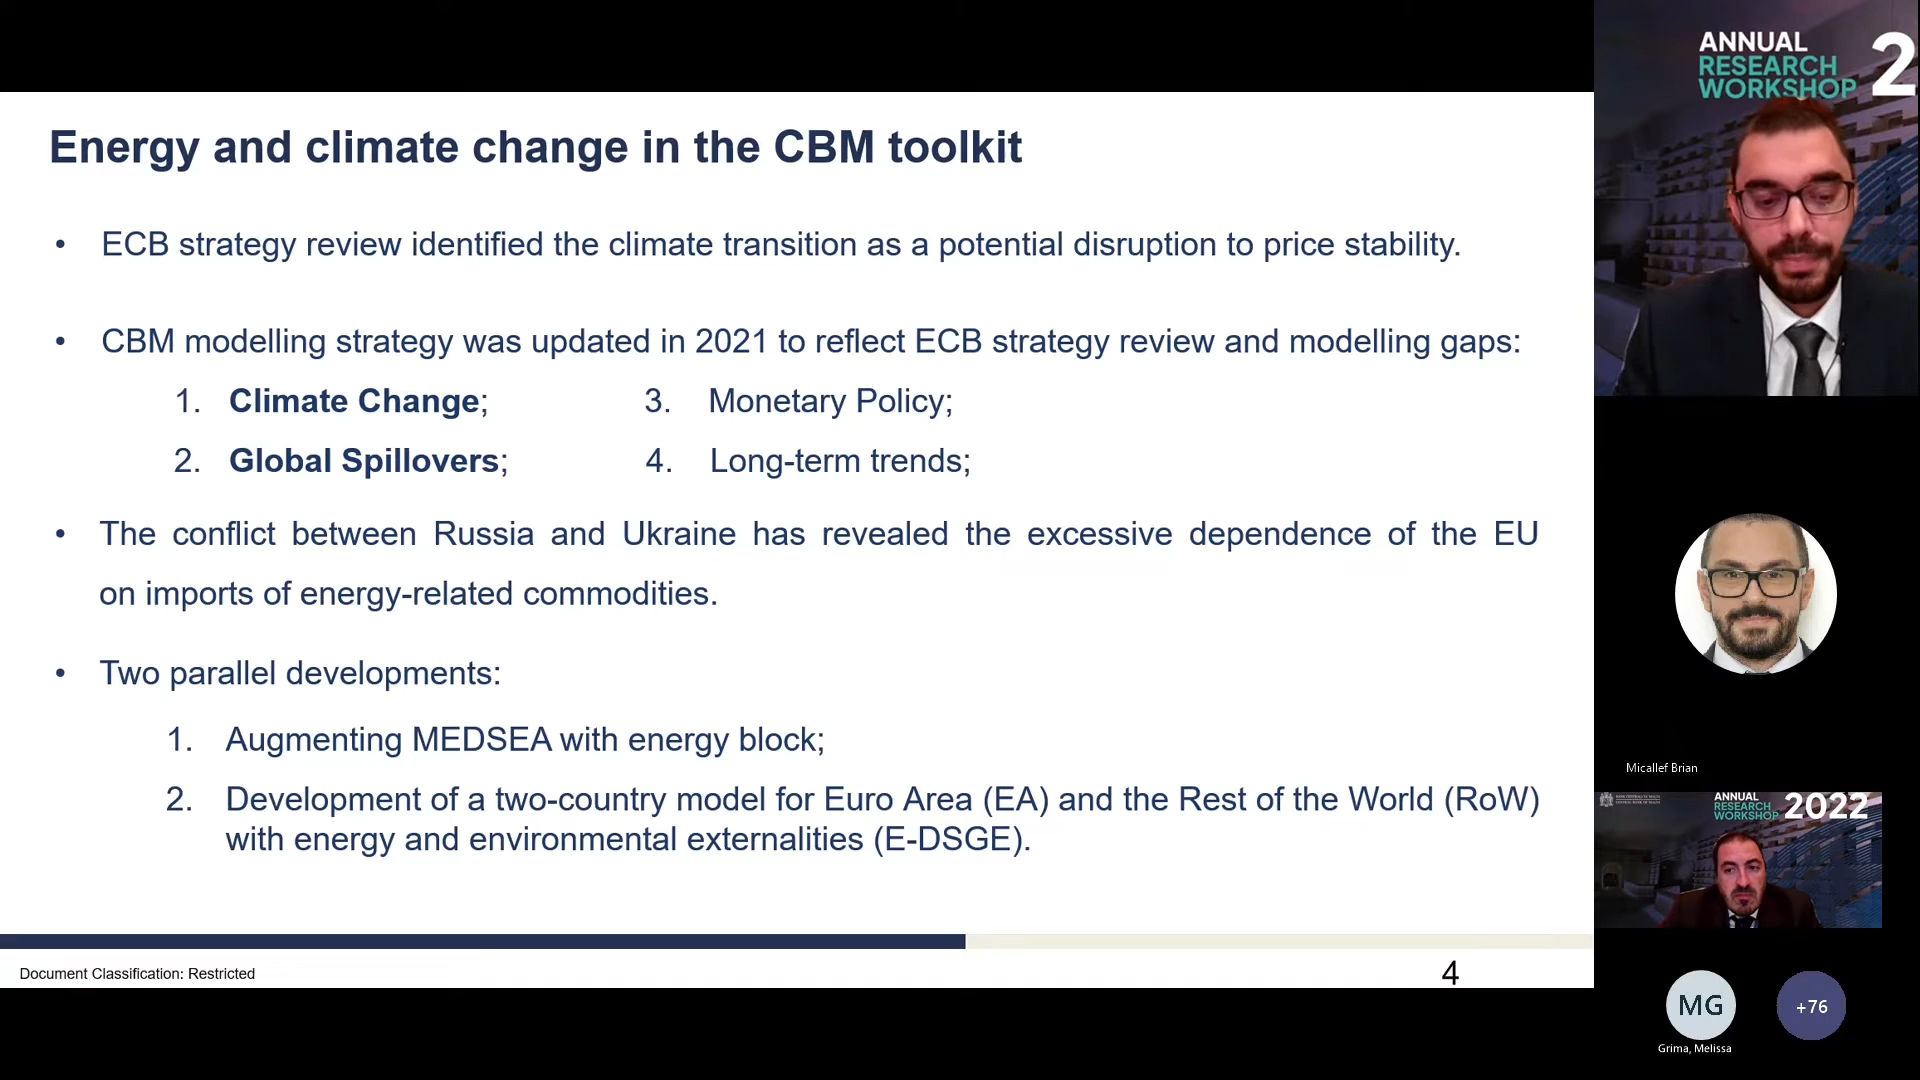 Energy and climate change in the CBM toolkit
• ECB strategy review identified the climate transition as a potential disruption to price stability.
• CBM modelling strategy was updated in 2021 to reflect ECB strategy review and modelling gaps:
1. Climate Change; 3. Monetary Policy;
2. Global Spillovers; 4. Long-term trends;
• The conflict between Russia and Ukraine has revealed the excessive dependence of the EU
on imports of energy-related commodities.
• Two parallel developments:
1. Augmenting MEDSEA with energy block;
2. Development of a two-country model for Euro Area (EA) and the Rest of the World (RoW)
with energy and environmental externalities (E-DSGE).
Document Classification: Restricted
4
ANNUAL
RESEARCH
WORKSHOP 2
Micallef Brian
ANNUAL
RESEARCH
WORKSHOP 2022
MG
+76
Grima, Melissa